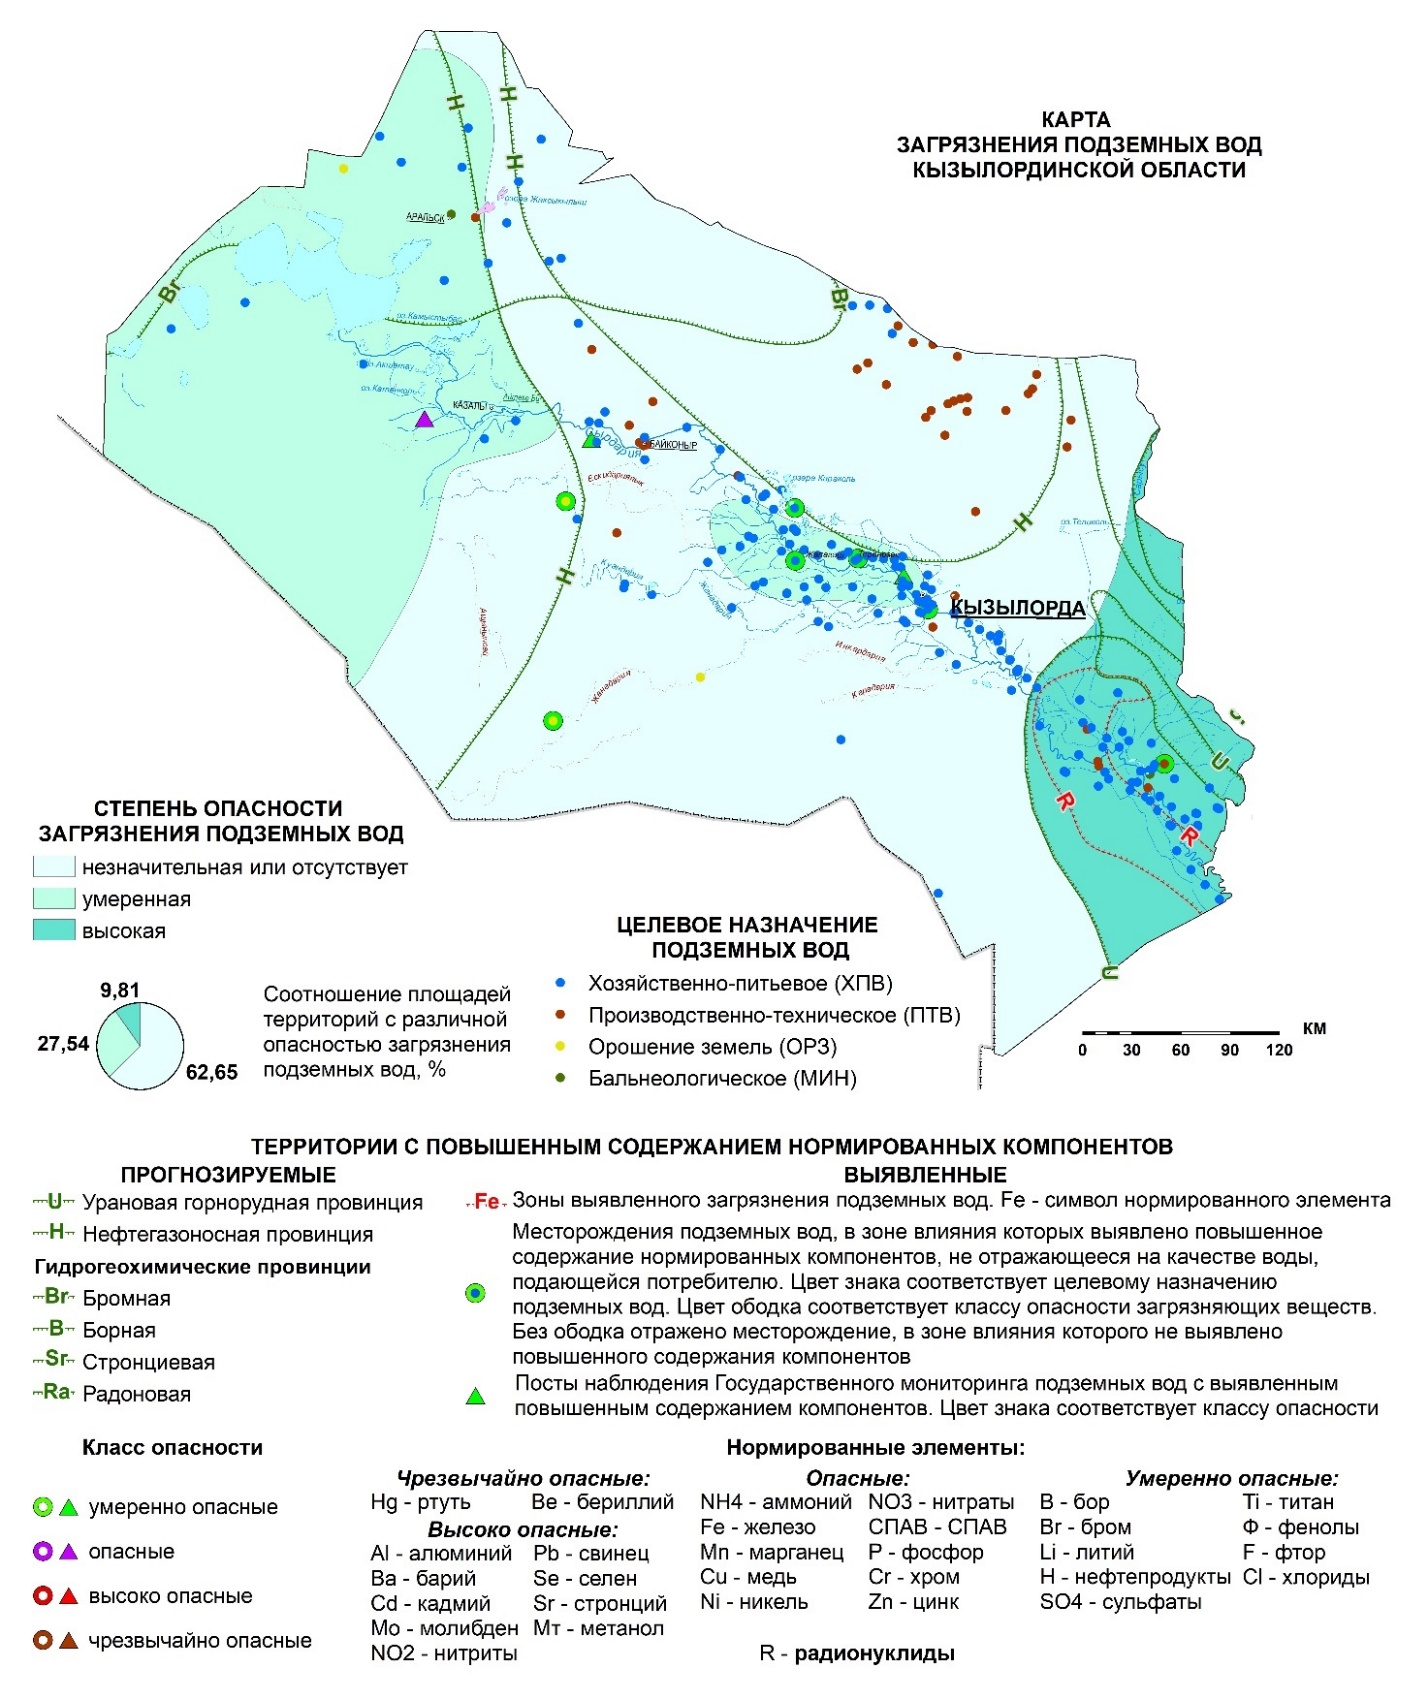 КАРТА
ЗАГРЯЗНЕНИЯ ПОДЗЕМНЫХ ВОД
КЫЗЫЛОРДИНСКОЙ ОБЛАСТИ
Н
Н
Н
АРАЛЬСК
Br
Br
оз.Камыстыбас
КАЗАЛЫ
Сырдария
БАЙКОНЫР
Ескидариялык
Н
Н
Куандария
КЫЗЫЛОРДА
Инкардария
Жанадария
Канадария
U
R
R
U
СТЕПЕНЬ ОПАСНОСТИ
ЗАГРЯЗНЕНИЯ ПОДЗЕМНЫХ ВОД
незначительная или отсутствует
умеренная
высокая
9,81
27,54
62,65
Соотношение площадей
территорий с различной
опасностью загрязнения
подземных вод, %
ЦЕЛЕВОЕ НАЗНАЧЕНИЕ
ПОДЗЕМНЫХ ВОД
Хозяйственно-питьевое (ХПВ)
Производственно-техническое (ПТВ)
Орошение земель (ОРЗ)
Бальнеологическое (МИН)
км
0 30 60 90 120
ТЕРРИТОРИИ С ПОВЫШЕННЫМ СОДЕРЖАНИЕМ НОРМИРОВАННЫХ КОМПОНЕНТОВ
ПРОГНОЗИРУЕМЫЕ
U Урановая горнорудная провинция
Н Нефтегазоносная провинция
Гидрогеохимические провинции
Br Бромная
B Борная
Sr Стронциевая
Ra Радоновая
ВЫЯВЛЕННЫЕ
Fe Зоны выявленного загрязнения подземных вод. Fe - символ нормированного элемента
Месторождения подземных вод, в зоне влияния которых выявлено повышенное
содержание нормированных компонентов, не отражающееся на качестве воды,
подающейся потребителю. Цвет знака соответствует целевому назначению
подземных вод. Цвет ободка соответствует классу опасности загрязняющих веществ.
Без ободка отражено месторождение, в зоне влияния которого не выявлено
повышенного содержания компонентов
Посты наблюдения Государственного мониторинга подземных вод с выявленным
повышенным содержанием компонентов. Цвет знака соответствует классу опасности
Класс опасности
умеренно опасные
опасные
высоко опасные
чрезвычайно опасные
Нормированные элементы:
Чрезвычайно опасные:
Hg - ртуть Be - бериллий
Высоко опасные:
Al - алюминий Pb - свинец
Ba - барий Se - селен
Cd - кадмий Sr - стронций
Mo - молибден Мт - метанол
NO2 - нитриты
Опасные:
NH4 - аммоний NO3 - нитраты
Fe - железо СПАВ - СПАВ
Mn - марганец P - фосфор
Cu - медь Cr - хром
Ni - никель Zn - цинк
Умеренно опасные:
B - бор Ti - титан
Br - бром Ф - фенолы
Li - литий F - фтор
Н - нефтепродукты Cl - хлориды
SO4 - сульфаты
R - радионуклиды